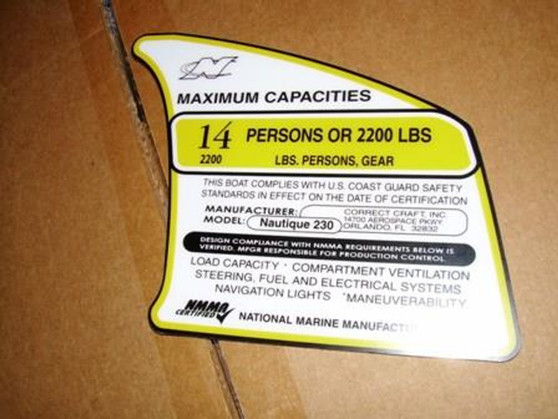 N
MAXIMUM CAPACITIES
14 PERSONS OR 2200 LBS
2200 LBS. PERSONS, GEAR
THIS BOAT COMPLIES WITH U.S. COAST GUARD SAFETY
STANDARDS IN EFFECT ON THE DATE OF CERTIFICATION
MANUFACTURER: CORRECT CRAFT, INC.
14700 AEROSPACE PKWY
MODEL: Nautique 230 ORLANDO, FL 32832
DESIGN COMPLIANCE WITH NMMA REQUIREMENTS BELOW IS
VERIFIED. MFGR RESPONSIBLE FOR PRODUCTION CONTROL.
LOAD CAPACITY · COMPARTMENT VENTILATION
STEERING, FUEL AND ELECTRICAL SYSTEMS
NAVIGATION LIGHTS · MANEUVERABILITY
NMMA
CERTIFIED NATIONAL MARINE MANUFACT